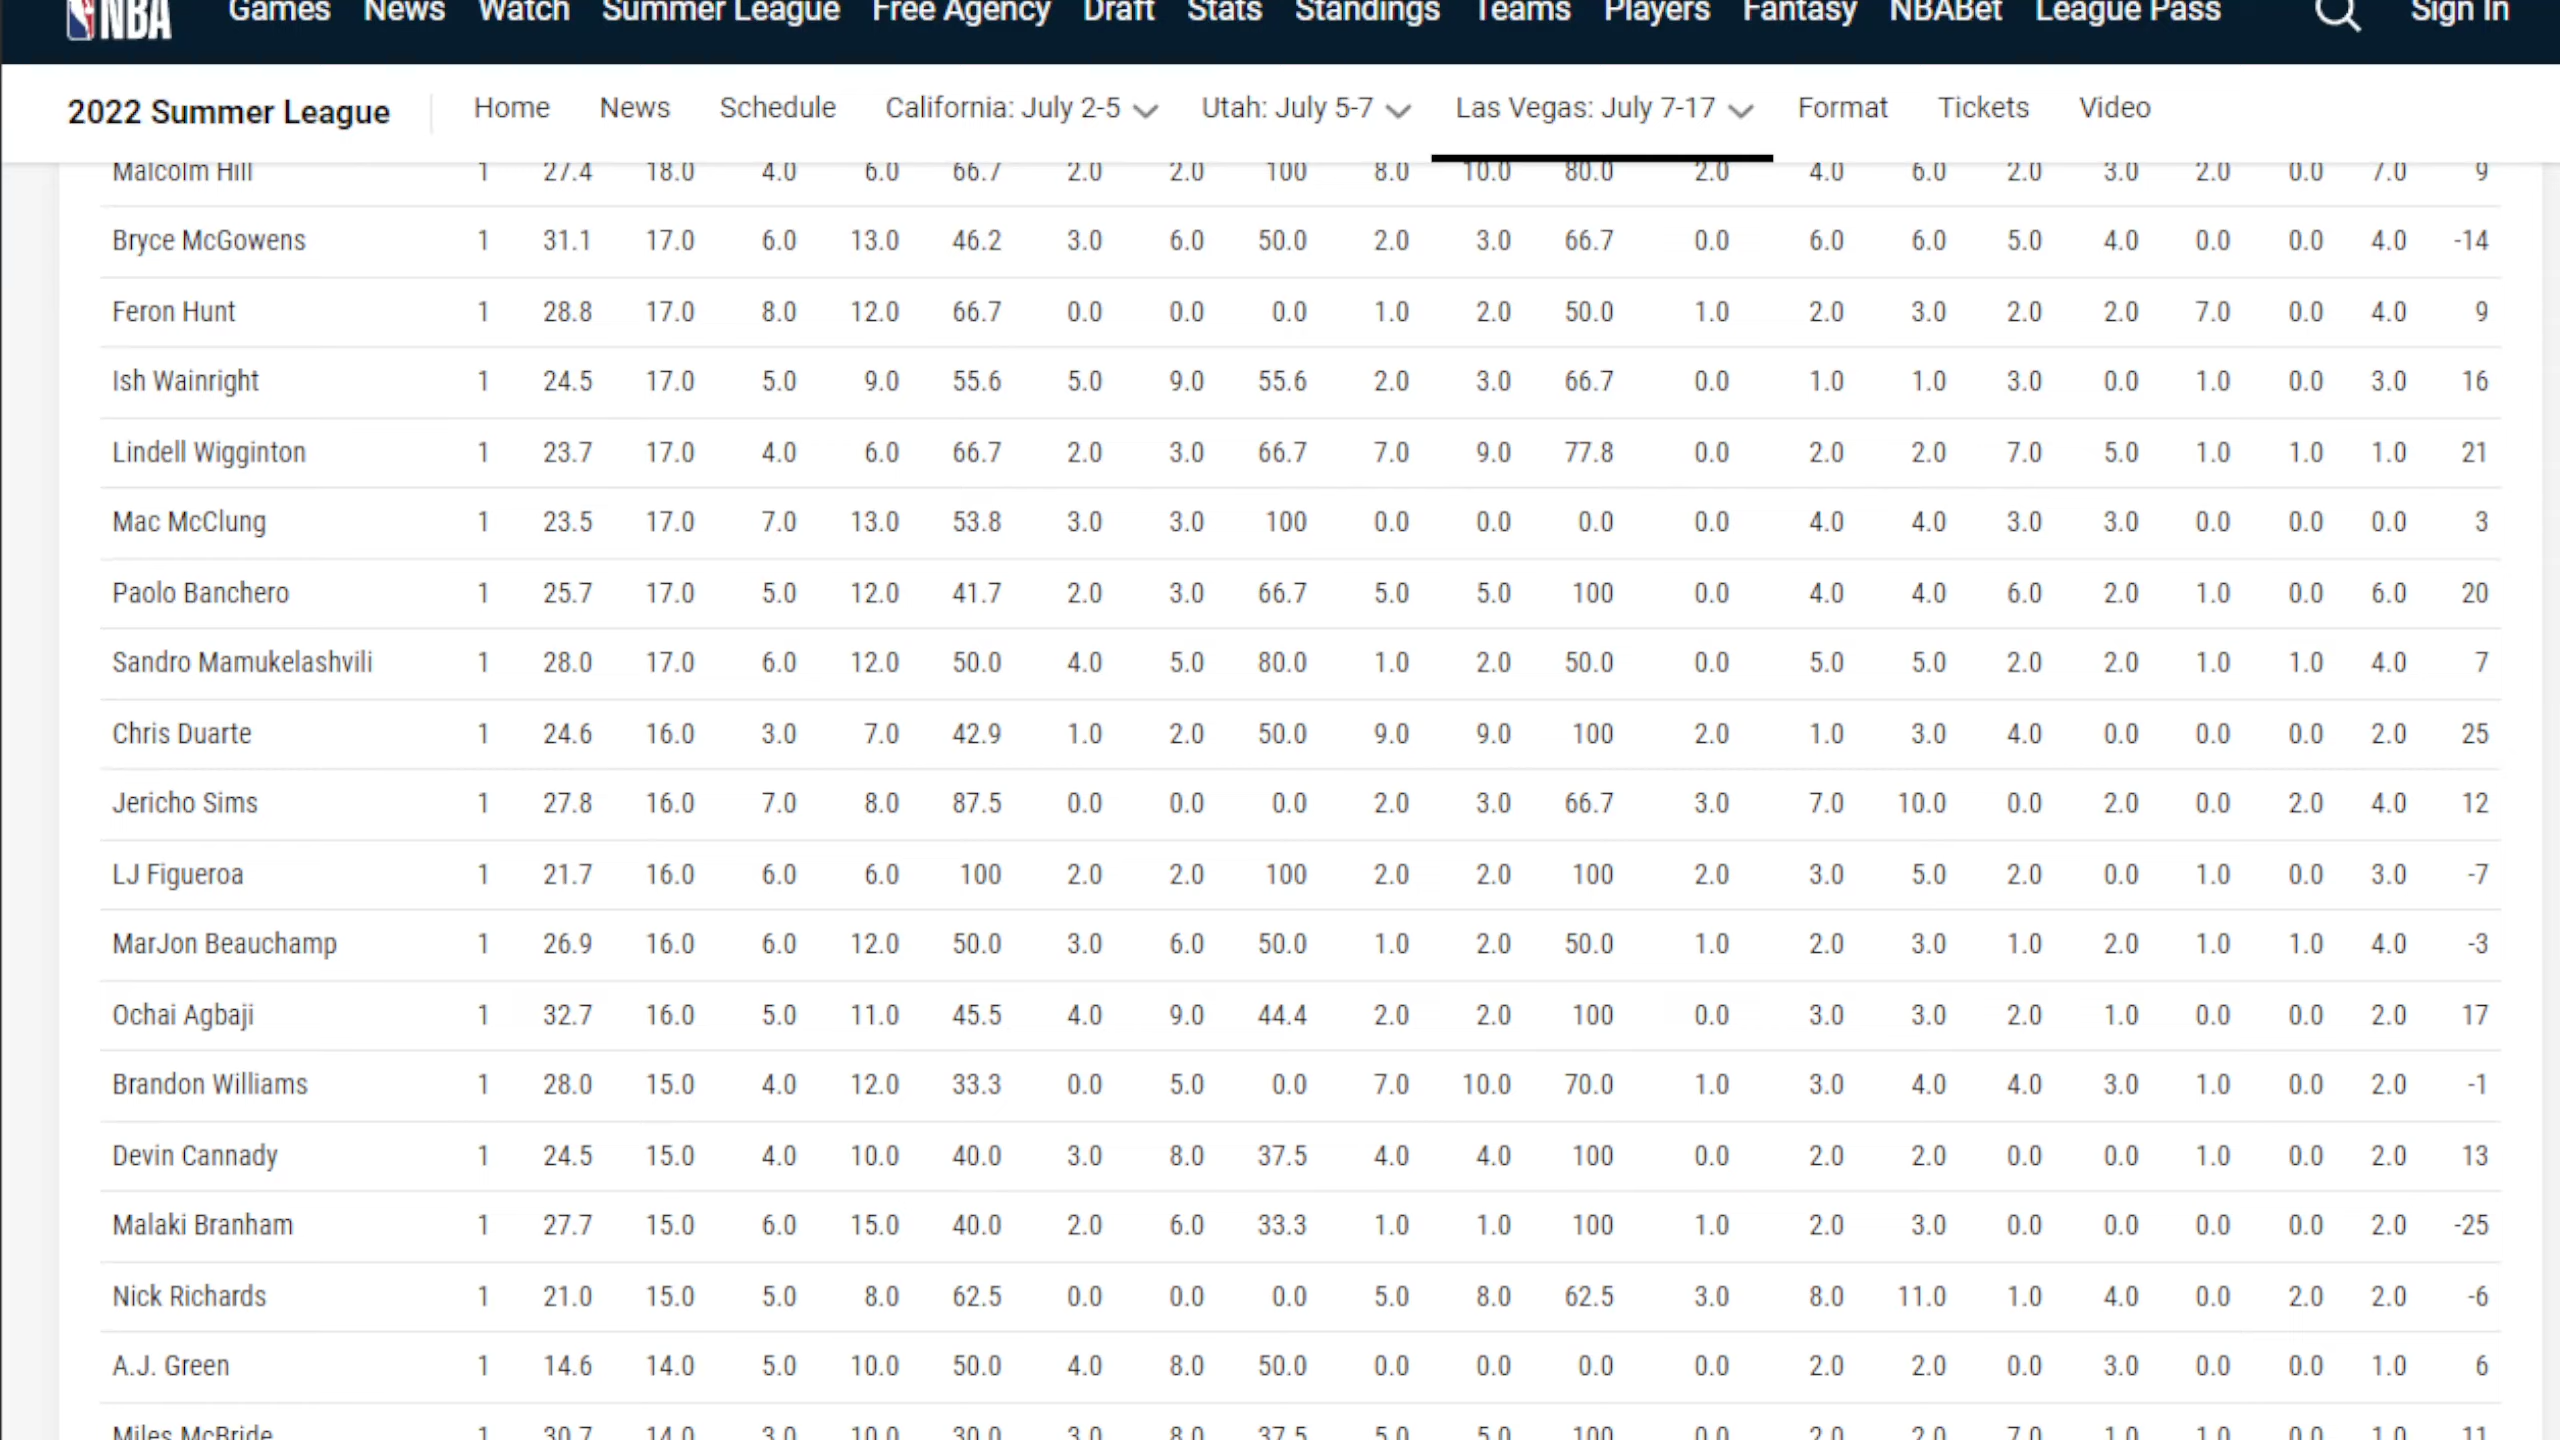 NBA Games News Watch Summer League Free Agency Draft Stats Standings Teams Players Fantasy NBABet League Pass Sign In
2022 Summer League Home News Schedule California: July 2-5 Utah: July 5-7 Las Vegas: July 7-17 Format Tickets Video
Malcolm Hill 1 27.4 18.0 4.0 6.0 66.7 2.0 2.0 100 8.0 10.0 80.0 2.0 4.0 6.0 2.0 3.0 2.0 0.0 7.0 9
Bryce McGowens 1 31.1 17.0 6.0 13.0 46.2 3.0 6.0 50.0 2.0 3.0 66.7 0.0 6.0 6.0 5.0 4.0 0.0 0.0 4.0 -14
Feron Hunt 1 28.8 17.0 8.0 12.0 66.7 0.0 0.0 0.0 1.0 2.0 50.0 1.0 2.0 3.0 2.0 2.0 7.0 0.0 4.0 9
Ish Wainright 1 24.5 17.0 5.0 9.0 55.6 5.0 9.0 55.6 2.0 3.0 66.7 0.0 1.0 1.0 3.0 0.0 1.0 0.0 3.0 16
Lindell Wigginton 1 23.7 17.0 4.0 6.0 66.7 2.0 3.0 66.7 7.0 9.0 77.8 0.0 2.0 2.0 7.0 5.0 1.0 1.0 1.0 21
Mac McClung 1 23.5 17.0 7.0 13.0 53.8 3.0 3.0 100 0.0 0.0 0.0 0.0 4.0 4.0 3.0 3.0 0.0 0.0 0.0 3
Paolo Banchero 1 25.7 17.0 5.0 12.0 41.7 2.0 3.0 66.7 5.0 5.0 100 0.0 4.0 4.0 6.0 2.0 1.0 0.0 6.0 20
Sandro Mamukelashvili 1 28.0 17.0 6.0 12.0 50.0 4.0 5.0 80.0 1.0 2.0 50.0 0.0 5.0 5.0 2.0 2.0 1.0 1.0 4.0 7
Chris Duarte 1 24.6 16.0 3.0 7.0 42.9 1.0 2.0 50.0 9.0 9.0 100 2.0 1.0 3.0 4.0 0.0 0.0 0.0 2.0 25
Jericho Sims 1 27.8 16.0 7.0 8.0 87.5 0.0 0.0 0.0 2.0 3.0 66.7 3.0 7.0 10.0 0.0 2.0 0.0 2.0 4.0 12
LJ Figueroa 1 21.7 16.0 6.0 6.0 100 2.0 2.0 100 2.0 2.0 100 2.0 3.0 5.0 2.0 0.0 1.0 0.0 3.0 -7
MarJon Beauchamp 1 26.9 16.0 6.0 12.0 50.0 3.0 6.0 50.0 1.0 2.0 50.0 1.0 2.0 3.0 1.0 2.0 1.0 1.0 4.0 -3
Ochai Agbaji 1 32.7 16.0 5.0 11.0 45.5 4.0 9.0 44.4 2.0 2.0 100 0.0 3.0 3.0 2.0 1.0 0.0 0.0 2.0 17
Brandon Williams 1 28.0 15.0 4.0 12.0 33.3 0.0 5.0 0.0 7.0 10.0 70.0 1.0 3.0 4.0 4.0 3.0 1.0 0.0 2.0 -1
Devin Cannady 1 24.5 15.0 4.0 10.0 40.0 3.0 8.0 37.5 4.0 4.0 100 0.0 2.0 2.0 0.0 0.0 1.0 0.0 2.0 13
Malaki Branham 1 27.7 15.0 6.0 15.0 40.0 2.0 6.0 33.3 1.0 1.0 100 1.0 2.0 3.0 0.0 0.0 0.0 0.0 2.0 -25
Nick Richards 1 21.0 15.0 5.0 8.0 62.5 0.0 0.0 0.0 5.0 8.0 62.5 3.0 8.0 11.0 1.0 4.0 0.0 2.0 2.0 -6
A.J. Green 1 14.6 14.0 5.0 10.0 50.0 4.0 8.0 50.0 0.0 0.0 0.0 0.0 2.0 2.0 0.0 3.0 0.0 0.0 1.0 6
Miles McBride 1 30.7 14.0 3.0 10.0 30.0 3.0 8.0 37.5 5.0 5.0 100 0.0 2.0 2.0 7.0 1.0 1.0 0.0 1.0 11